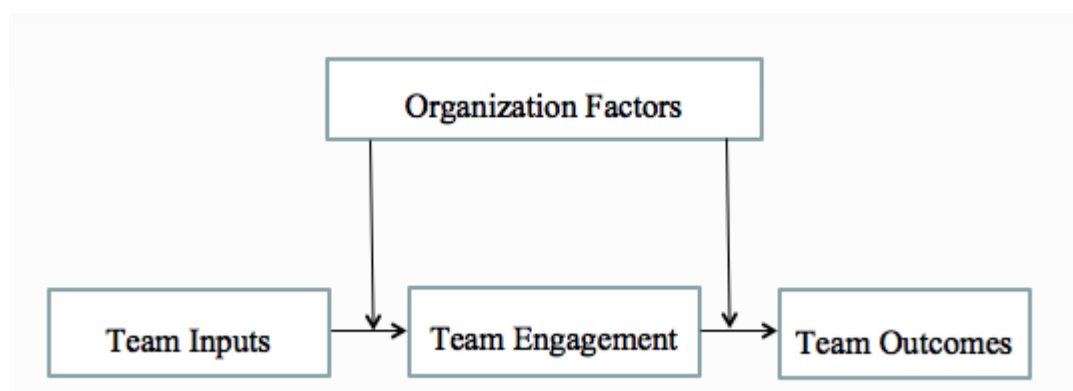 Organization Factors
Team Inputs
Team Engagement
Team Outcomes